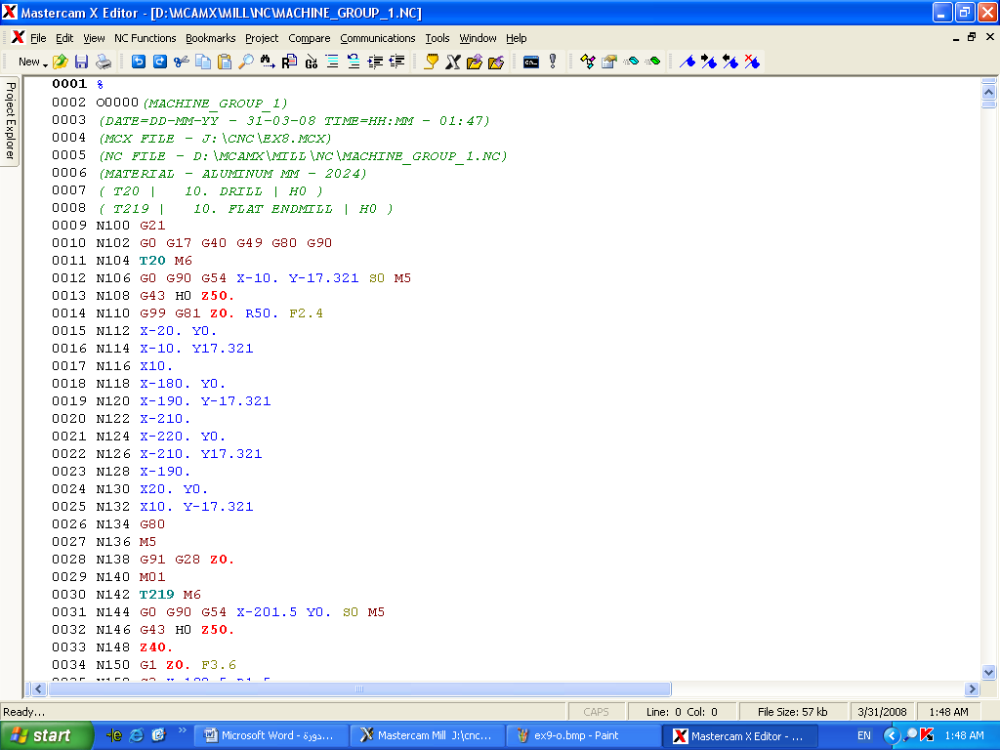 Mastercam X Editor - [D:\MCAMX\MILL\NC\MACHINE_GROUP_1.NC]
File Edit View NC Functions Bookmarks Project Compare Communications Tools Window Help
New
Project Explorer
0001 %
0002 O0000(MACHINE_GROUP_1)
0003 (DATE=DD-MM-YY - 31-03-08 TIME=HH:MM - 01:47)
0004 (MCX FILE - J:\CNC\EX8.MCX)
0005 (NC FILE - D:\MCAMX\MILL\NC\MACHINE_GROUP_1.NC)
0006 (MATERIAL - ALUMINUM MM - 2024)
0007 ( T20 |   10. DRILL | H0 )
0008 ( T219 |   10. FLAT ENDMILL | H0 )
0009 N100 G21
0010 N102 G0 G17 G40 G49 G80 G90
0011 N104 T20 M6
0012 N106 G0 G90 G54 X-10. Y-17.321 S0 M5
0013 N108 G43 H0 Z50.
0014 N110 G99 G81 Z0. R50. F2.4
0015 N112 X-20. Y0.
0016 N114 X-10. Y17.321
0017 N116 X10.
0018 N118 X-180. Y0.
0019 N120 X-190. Y-17.321
0020 N122 X-210.
0021 N124 X-220. Y0.
0022 N126 X-210. Y17.321
0023 N128 X-190.
0024 N130 X20. Y0.
0025 N132 X10. Y-17.321
0026 N134 G80
0027 N136 M5
0028 N138 G91 G28 Z0.
0029 N140 M01
0030 N142 T219 M6
0031 N144 G0 G90 G54 X-201.5 Y0. S0 M5
0032 N146 G43 H0 Z50.
0033 N148 Z40.
0034 N150 G1 Z0. F3.6
Ready... CAPS Line: 0 Col: 0 File Size: 57 kb 3/31/2008 1:48 AM
start Microsoft Word - دورة... Mastercam Mill J:\cnc... ex9-o.bmp - Paint Mastercam X Editor - ... EN 1:48 AM